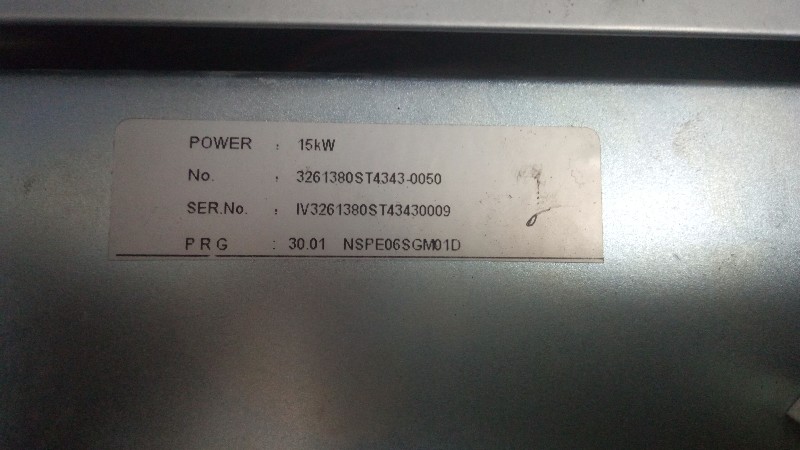 POWER : 15kW
No. : 3261380ST4343-0050
SER.No. : IV3261380ST43430009
PRG : 30.01 NSPE06SGM01D